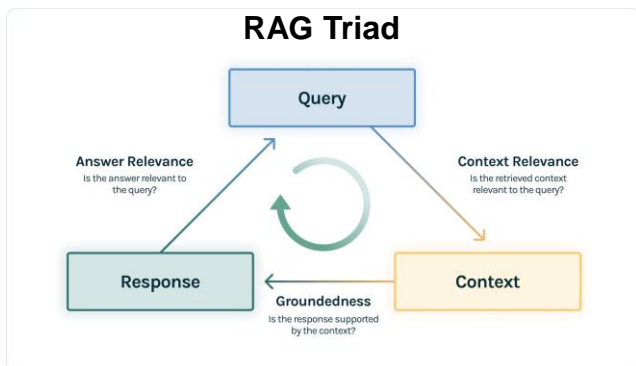 RAG Triad
Query
Answer Relevance
Is the answer relevant to
the query?
Context Relevance
Is the retrieved context
relevant to the query?
Response
Context
Groundedness
Is the response supported
by the context?